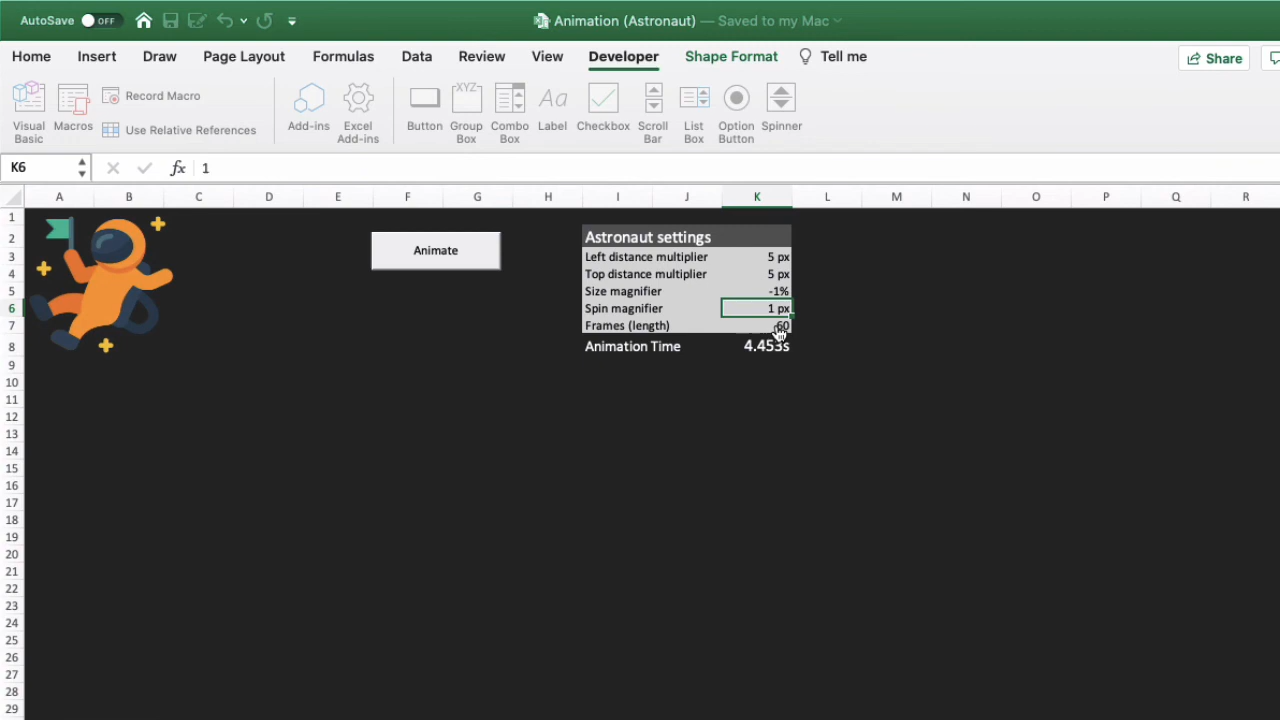 AutoSave OFF Animation (Astronaut) — Saved to my Mac
Home Insert Draw Page Layout Formulas Data Review View Developer Shape Format Tell me Share
Visual Basic Macros Record Macro Use Relative References Add-ins Excel Add-ins Button XYZ Group Box Combo Box Aa Label Checkbox Scroll Bar List Box Option Button Spinner
K6 fx 1
A B C D E F G H I J K L M N O P Q R
1
2 Astronaut settings
Animate
3 Left distance multiplier 5 px
4 Top distance multiplier 5 px
5 Size magnifier -1%
6 Spin magnifier 1 px
7 Frames (length) 60
8 Animation Time 4.453s
9
10
11
12
13
14
15
16
17
18
19
20
21
22
23
24
25
26
27
28
29